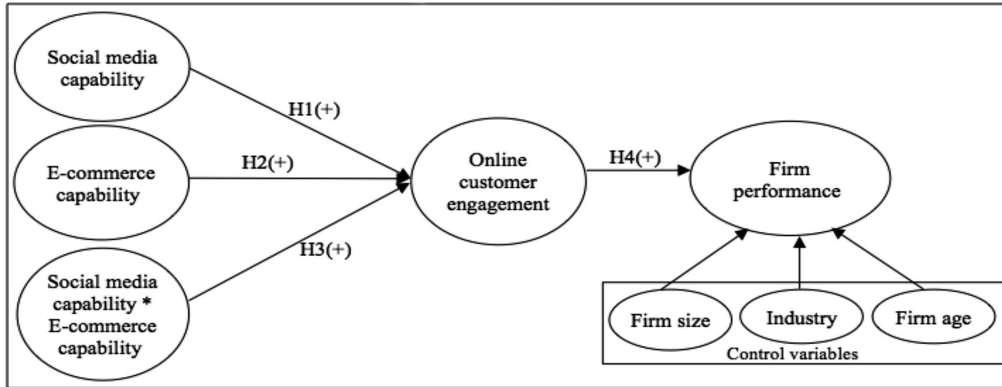 Social media
capability
H1(+)
E-commerce
capability
H2(+)
Online
customer
engagement
H4(+)
Firm
performance
H3(+)
Social media
capability *
E-commerce
capability
Firm size
Industry
Firm age
Control variables